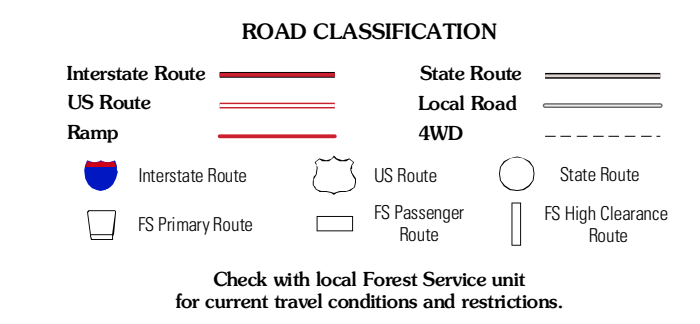 ROAD CLASSIFICATION
Interstate Route
State Route
US Route
Local Road
Ramp
4WD
Interstate Route
US Route
State Route
FS Primary Route
FS Passenger
Route
FS High Clearance
Route
Check with local Forest Service unit
for current travel conditions and restrictions.